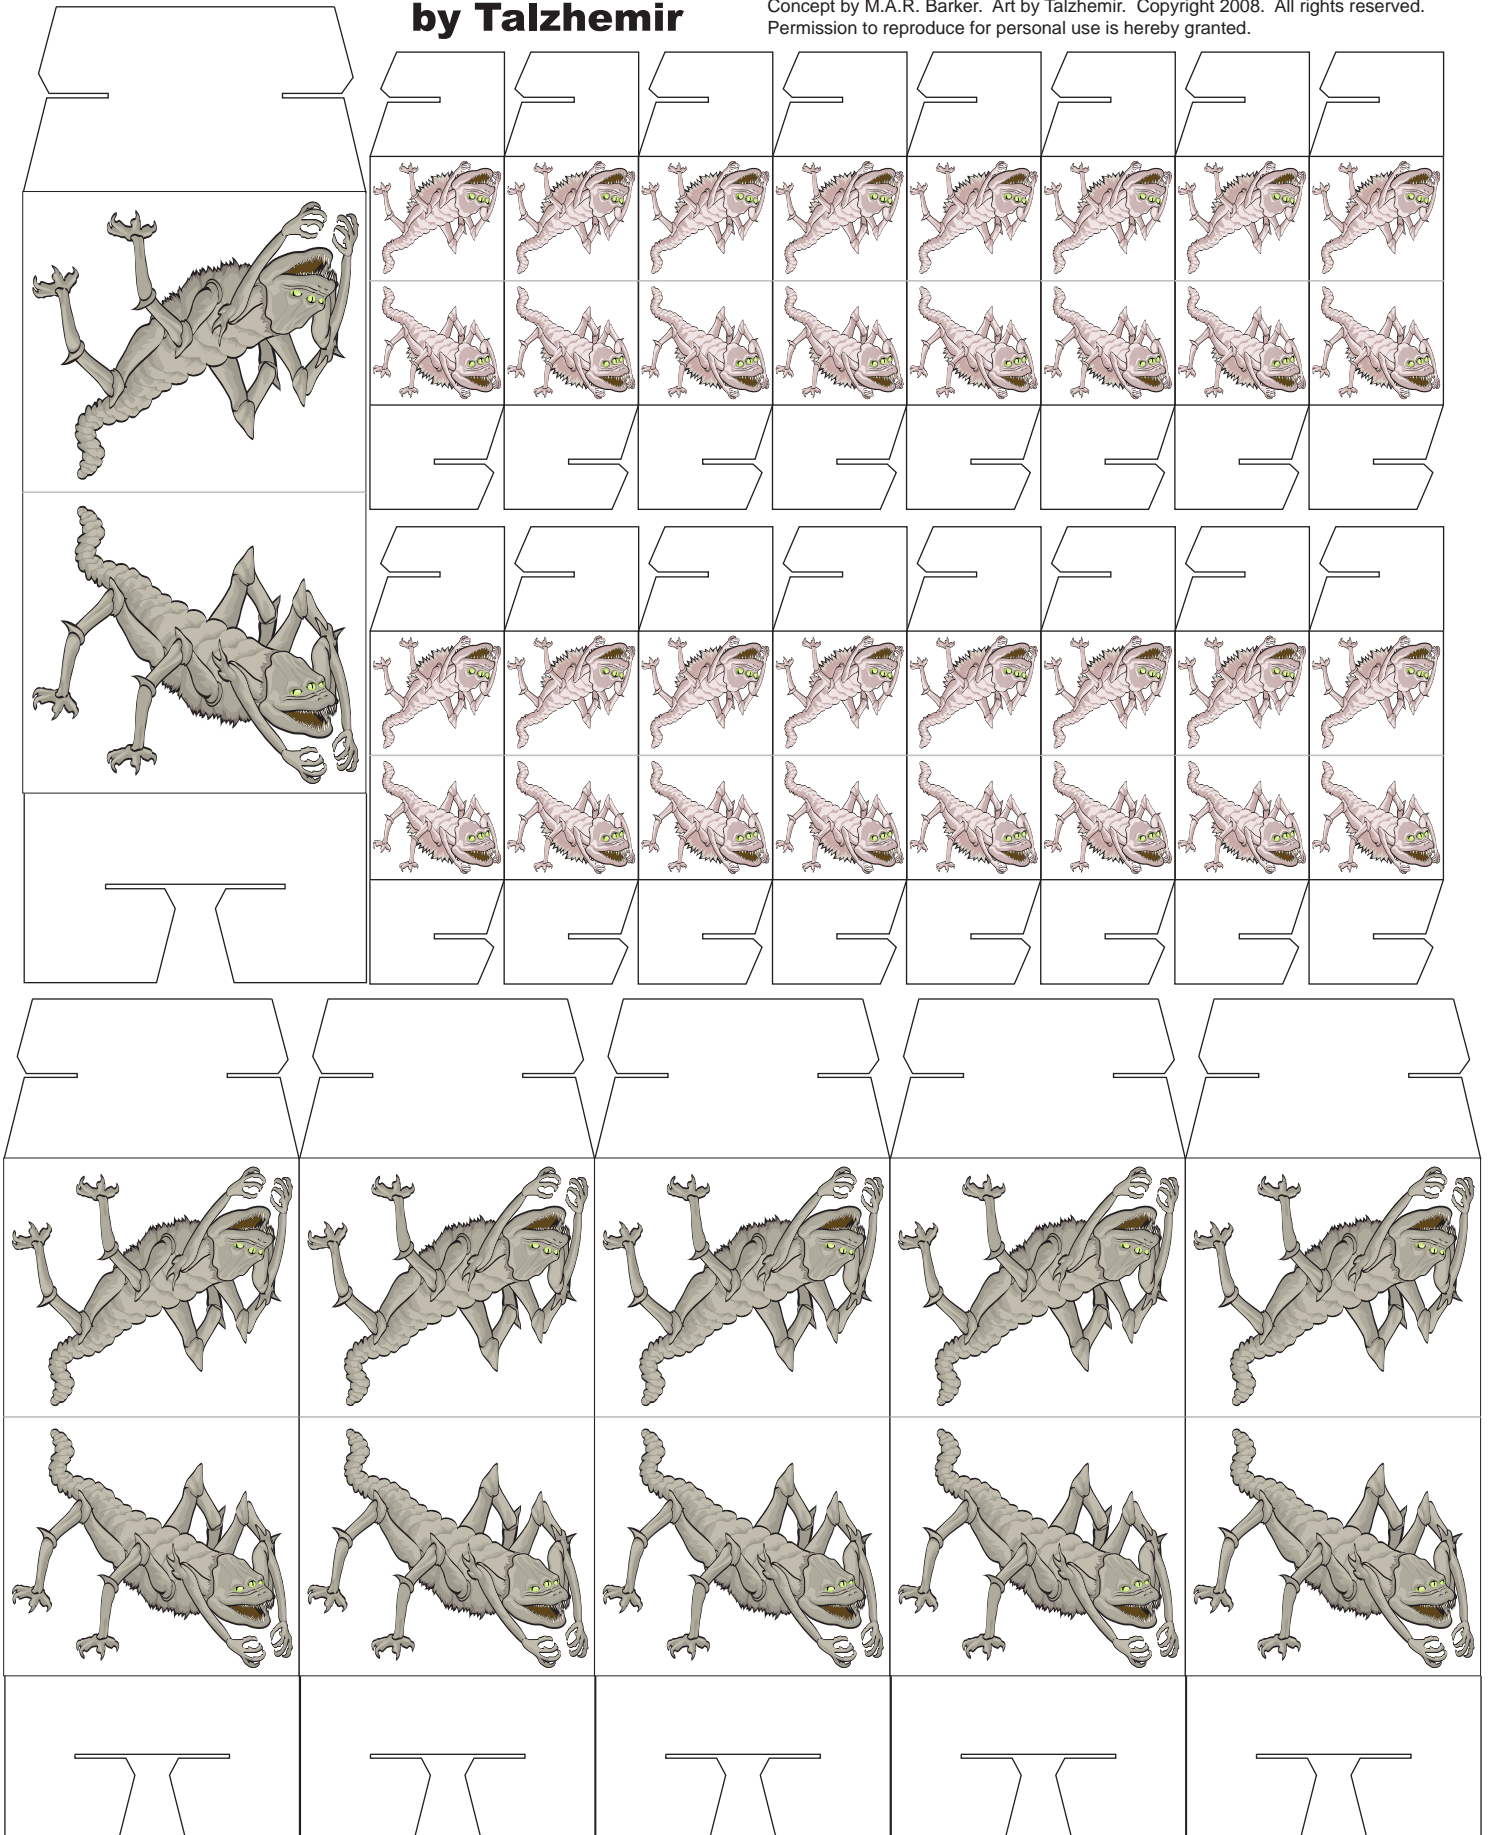 by Talzhemir
Concept by M.A.R. Barker. Art by Talzhemir. Copyright 2008. All rights reserved.
Permission to reproduce for personal use is hereby granted.